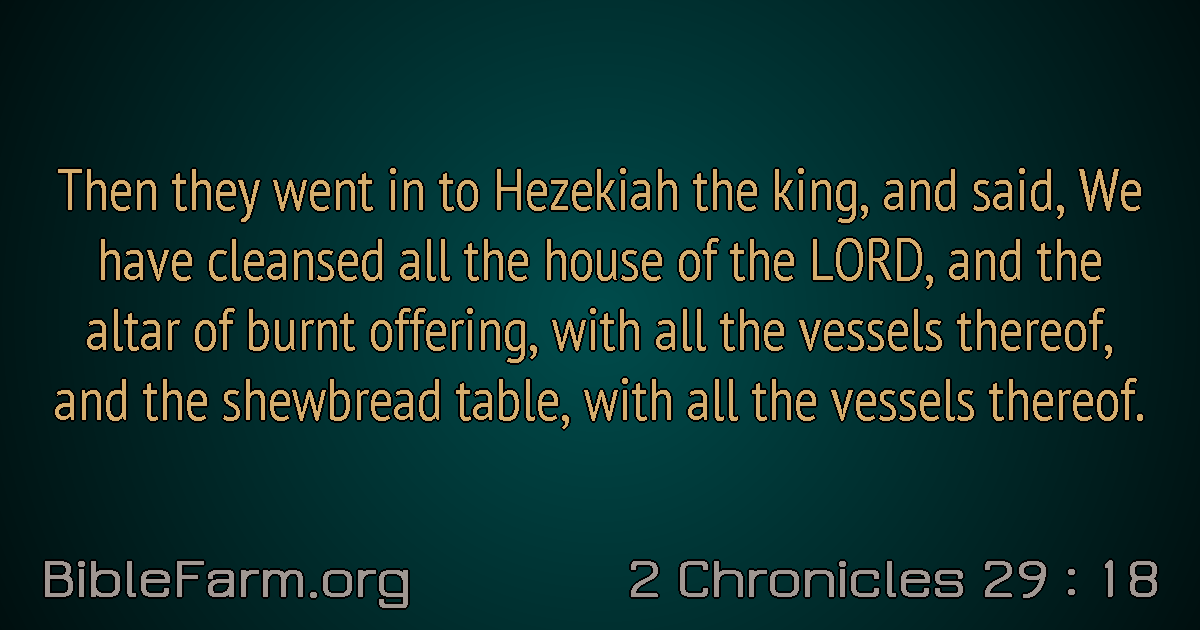 Then they went in to Hezekiah the king, and said, We
have cleansed all the house of the LORD, and the
altar of burnt offering, with all the vessels thereof,
and the shewbread table, with all the vessels thereof.
BibleFarm.org
2 Chronicles 29 : 18